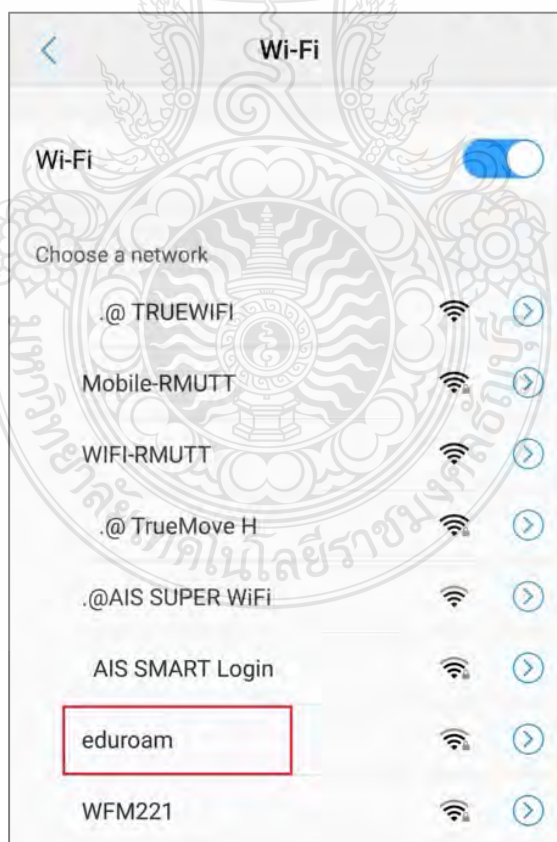 Wi-Fi
Wi-Fi
Choose a network
.@ TRUEWIFI
Mobile-RMUTT
WIFI-RMUTT
.@ TrueMove H
.@AIS SUPER WiFi
AIS SMART Login
eduroam
WFM221